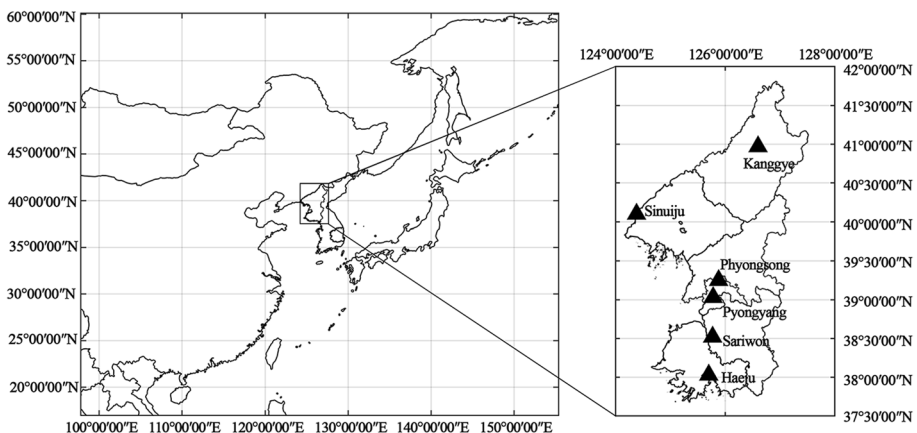 60°00′00″N
55°00′00″N
50°00′00″N
45°00′00″N
40°00′00″N
35°00′00″N
30°00′00″N
25°00′00″N
20°00′00″N
100°00′00″E 110°00′00″E 120°00′00″E 130°00′00″E 140°00′00″E 150°00′00″E
124°00′00″E 126°00′00″E 128°00′00″E
42°00′00″N
41°30′00″N
41°00′00″N
Kanggye
40°30′00″N
Sinuiju
40°00′00″N
Phyongsong
39°30′00″N
39°00′00″N
Pyongyang
38°30′00″N
Sariwon
Haeju
38°00′00″N
37°30′00″N